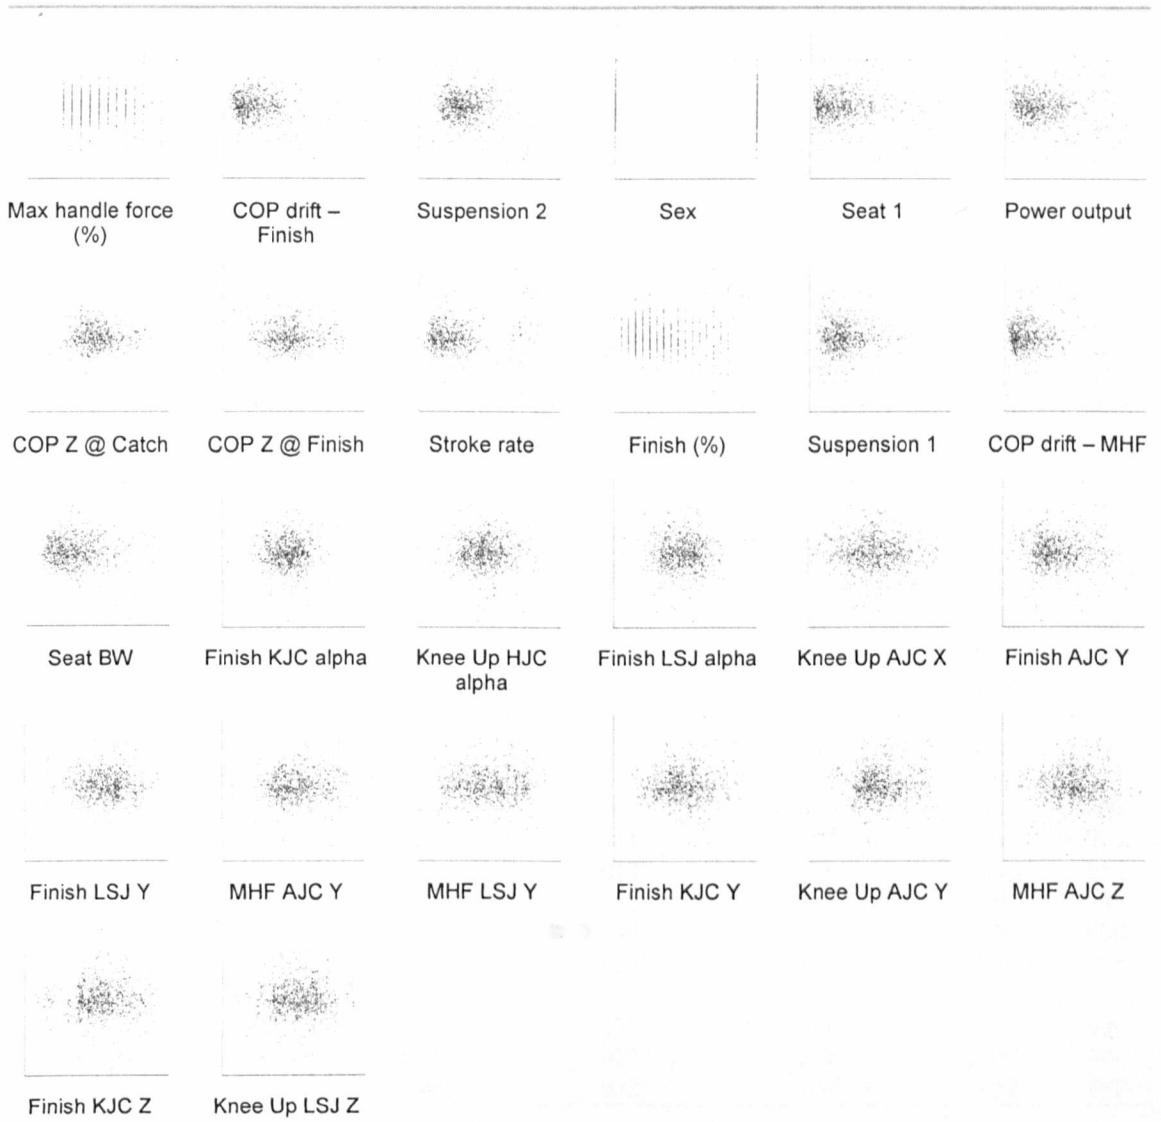 Max handle force
(%)
COP drift –
Finish
Suspension 2
Sex
Seat 1
Power output
COP Z @ Catch
COP Z @ Finish
Stroke rate
Finish (%)
Suspension 1
COP drift – MHF
Seat BW
Finish KJC alpha
Knee Up HJC
alpha
Finish LSJ alpha
Knee Up AJC X
Finish AJC Y
Finish LSJ Y
MHF AJC Y
MHF LSJ Y
Finish KJC Y
Knee Up AJC Y
MHF AJC Z
Finish KJC Z
Knee Up LSJ Z